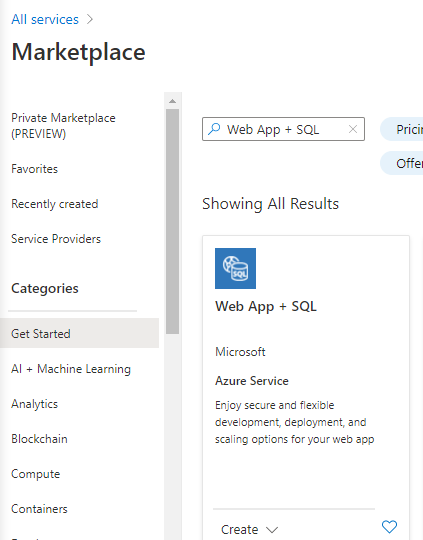 All services
Marketplace
Private Marketplace
(PREVIEW)
Favorites
Recently created
Service Providers
Categories
Get Started
AI + Machine Learning
Analytics
Blockchain
Compute
Containers
Web App + SQL
Showing All Results
SQL
Web App + SQL
Microsoft
Azure Service
Enjoy secure and flexible
development, deployment, and
scaling options for your web app
Create